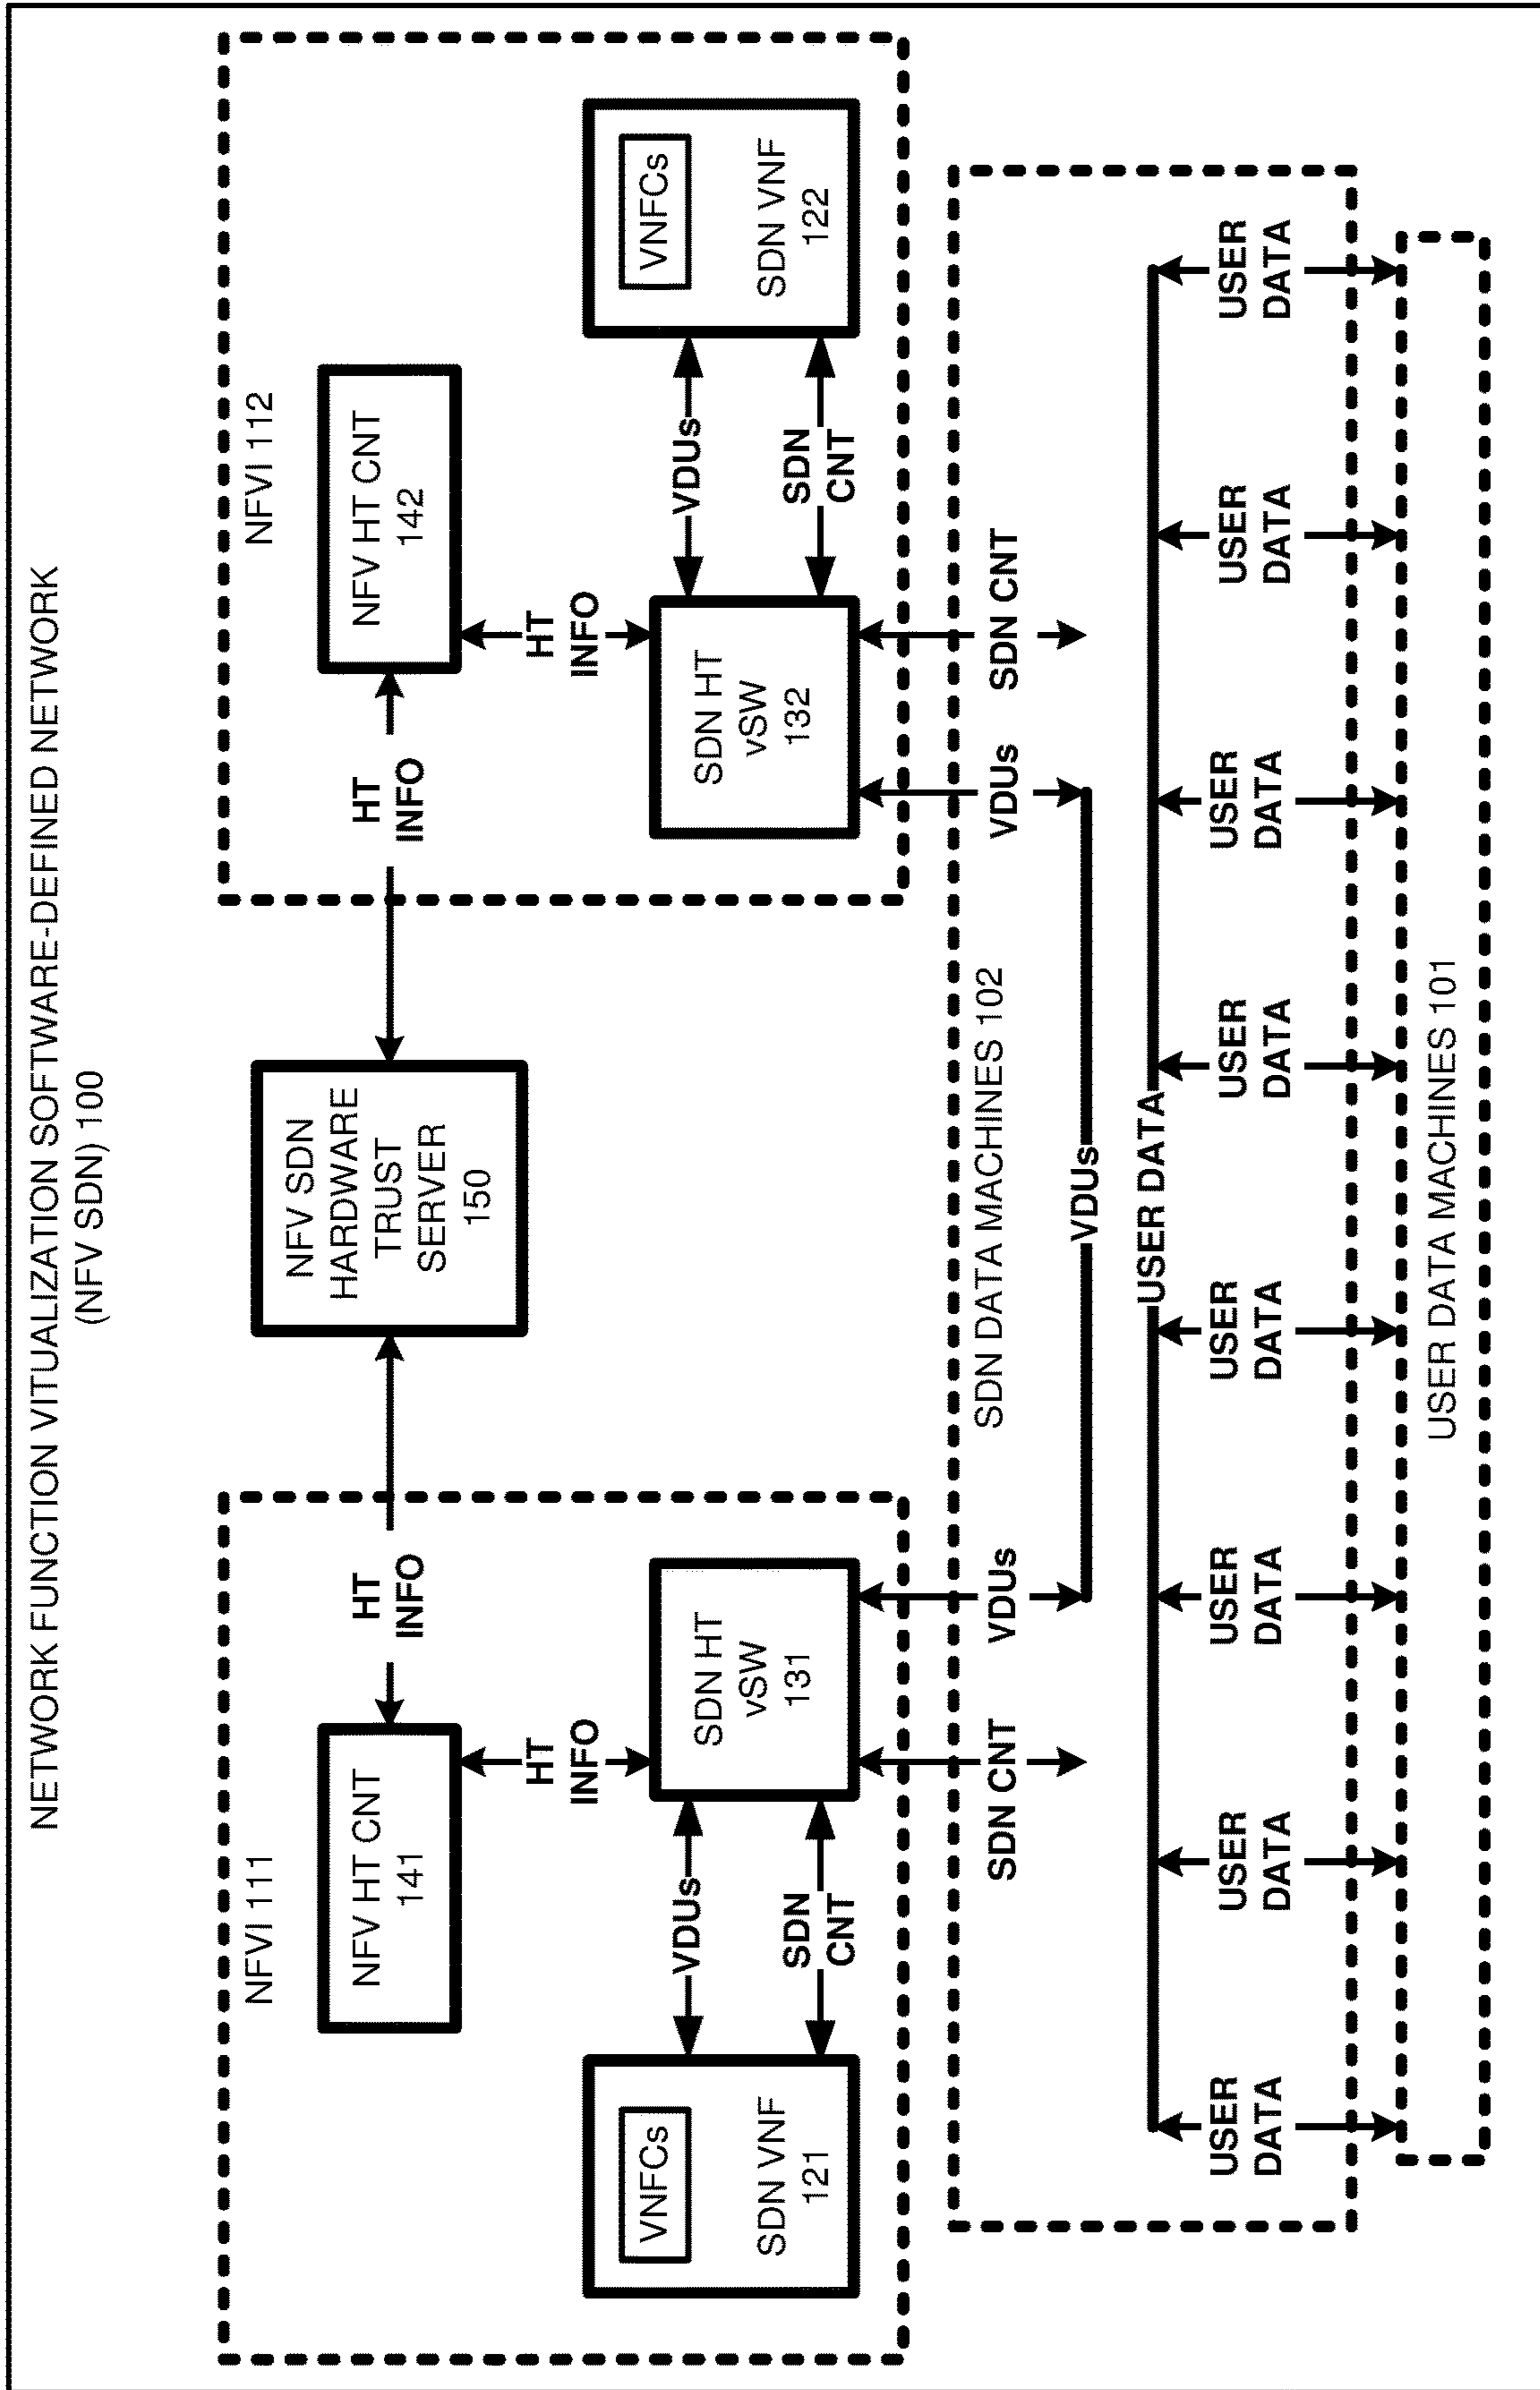 NETWORK FUNCTION VITUALIZATION SOFTWARE-DEFINED NETWORK
(NFV SDN) 100
NFVI 111
NFV HT CNT
141
HT
INFO
NFV SDN
HARDWARE
TRUST
SERVER
150
HT
INFO
NFVI 112
NFV HT CNT
142
HT
INFO
HT
INFO
VNFCs
SDN VNF
121
VDUs
SDN
CNT
SDN HT
vSW
131
SDN HT
vSW
132
VDUs
SDN
CNT
VNFCs
SDN VNF
122
SDN CNT
VDUs
SDN DATA MACHINES 102
VDUs
SDN CNT
VDUs
USER DATA
USER
DATA
USER
DATA
USER
DATA
USER
DATA
USER
DATA
USER
DATA
USER
DATA
USER
DATA
USER DATA MACHINES 101